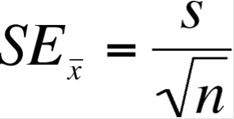 SE_x̄ = s/√n